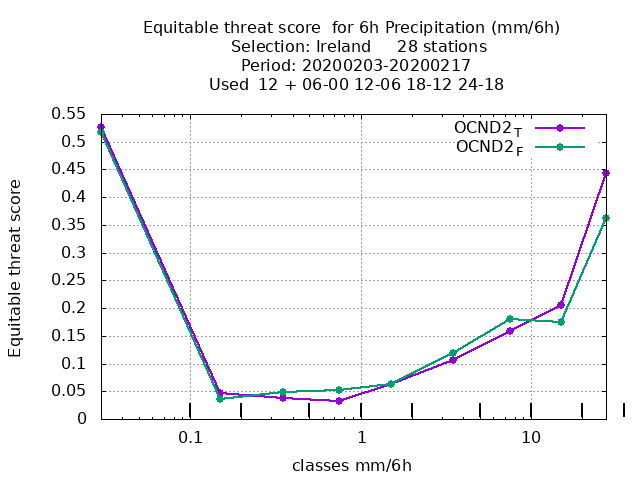 Equitable threat score  for 6h Precipitation (mm/6h)
Selection: Ireland     28 stations
Period: 20200203-20200217
Used  12 + 06-00 12-06 18-12 24-18
OCND2T
OCND2F
0.55
0.5
0.45
0.4
0.35
0.3
0.25
0.2
0.15
0.1
0.05
0
Equitable threat score
0.1 1 10
classes mm/6h